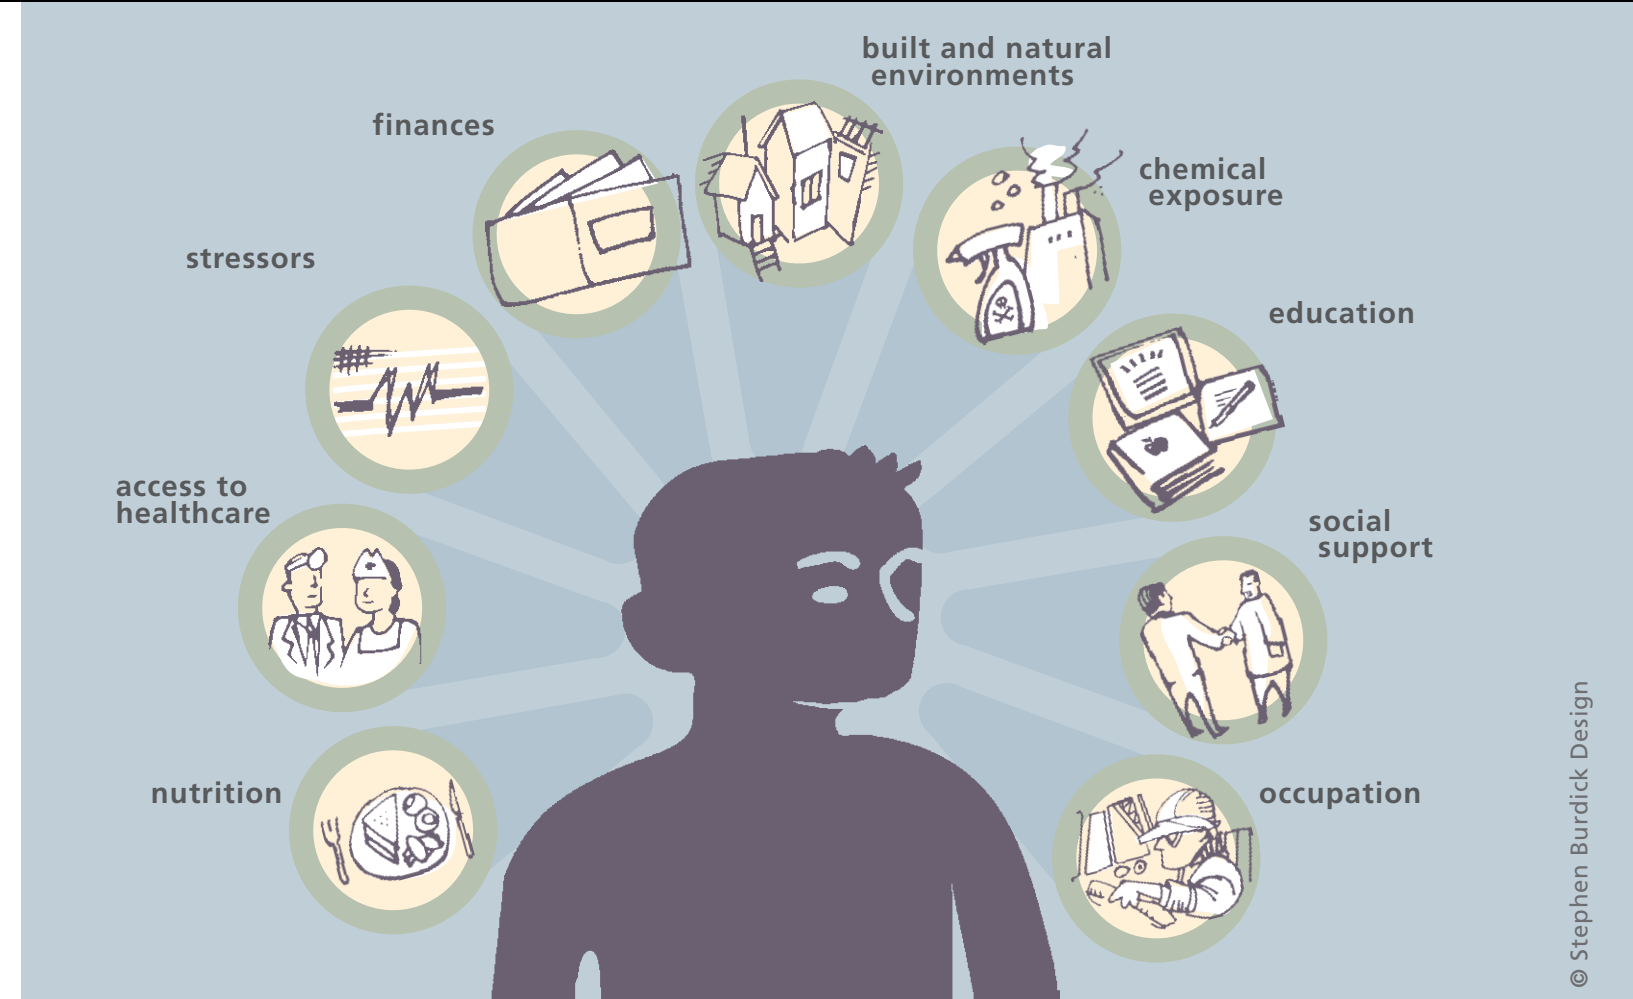 built and natural
environments
finances
chemical
exposure
stressors
education
access to
healthcare
social
support
nutrition
occupation
© Stephen Burdick Design